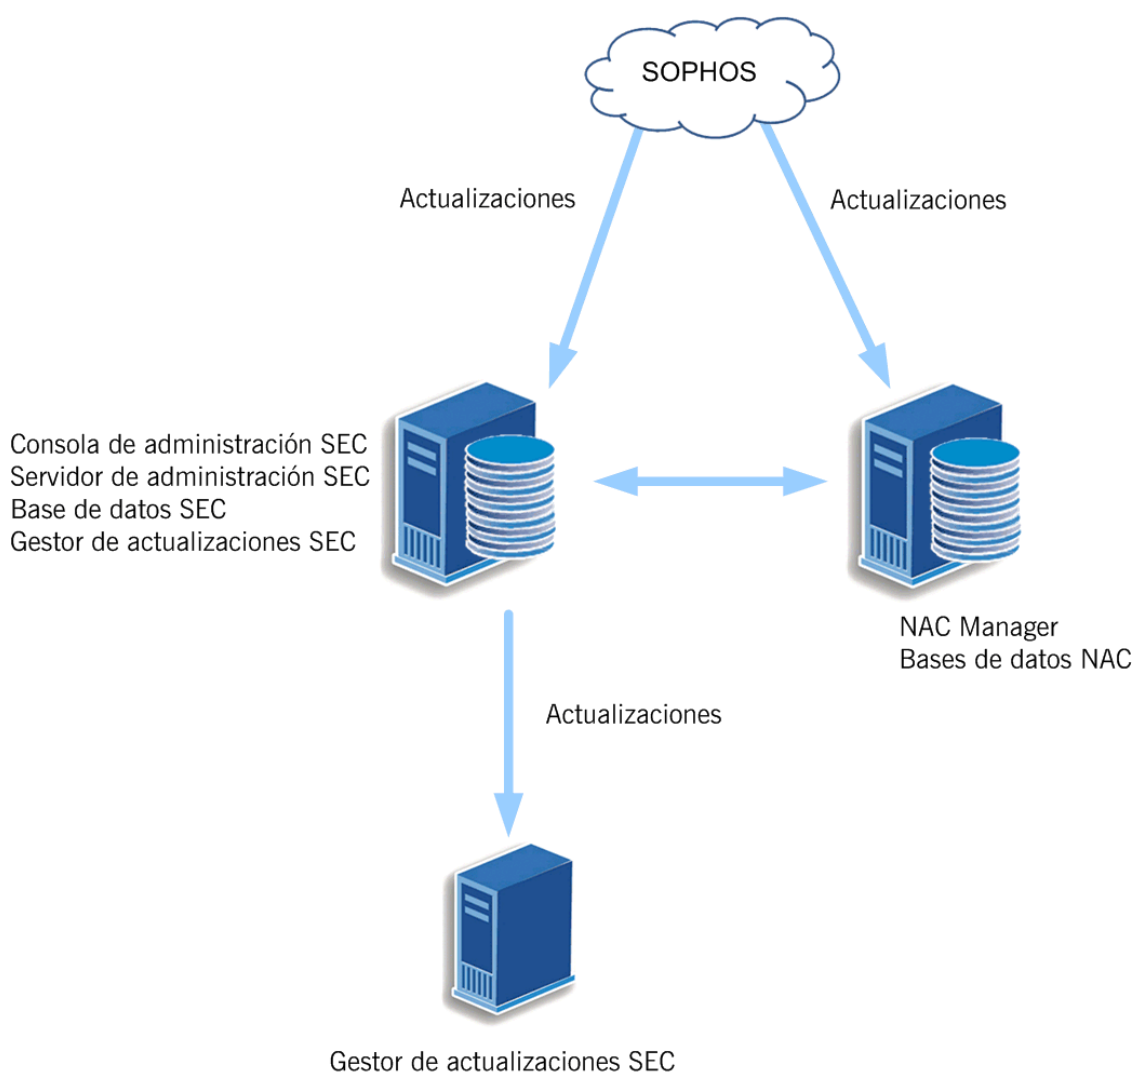 SOPHOS
Actualizaciones
Actualizaciones
Consola de administración SEC
Servidor de administración SEC
Base de datos SEC
Gestor de actualizaciones SEC
NAC Manager
Bases de datos NAC
Actualizaciones
Gestor de actualizaciones SEC